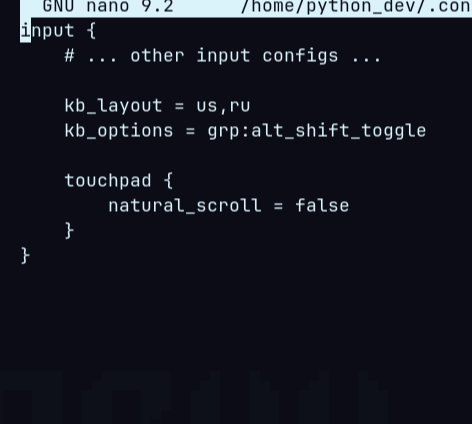 GNU nano 9.2 /home/python_dev/.con
input {
# ... other input configs ...
kb_layout = us,ru
kb_options = grp:alt_shift_toggle
touchpad {
natural_scroll = false
}
}